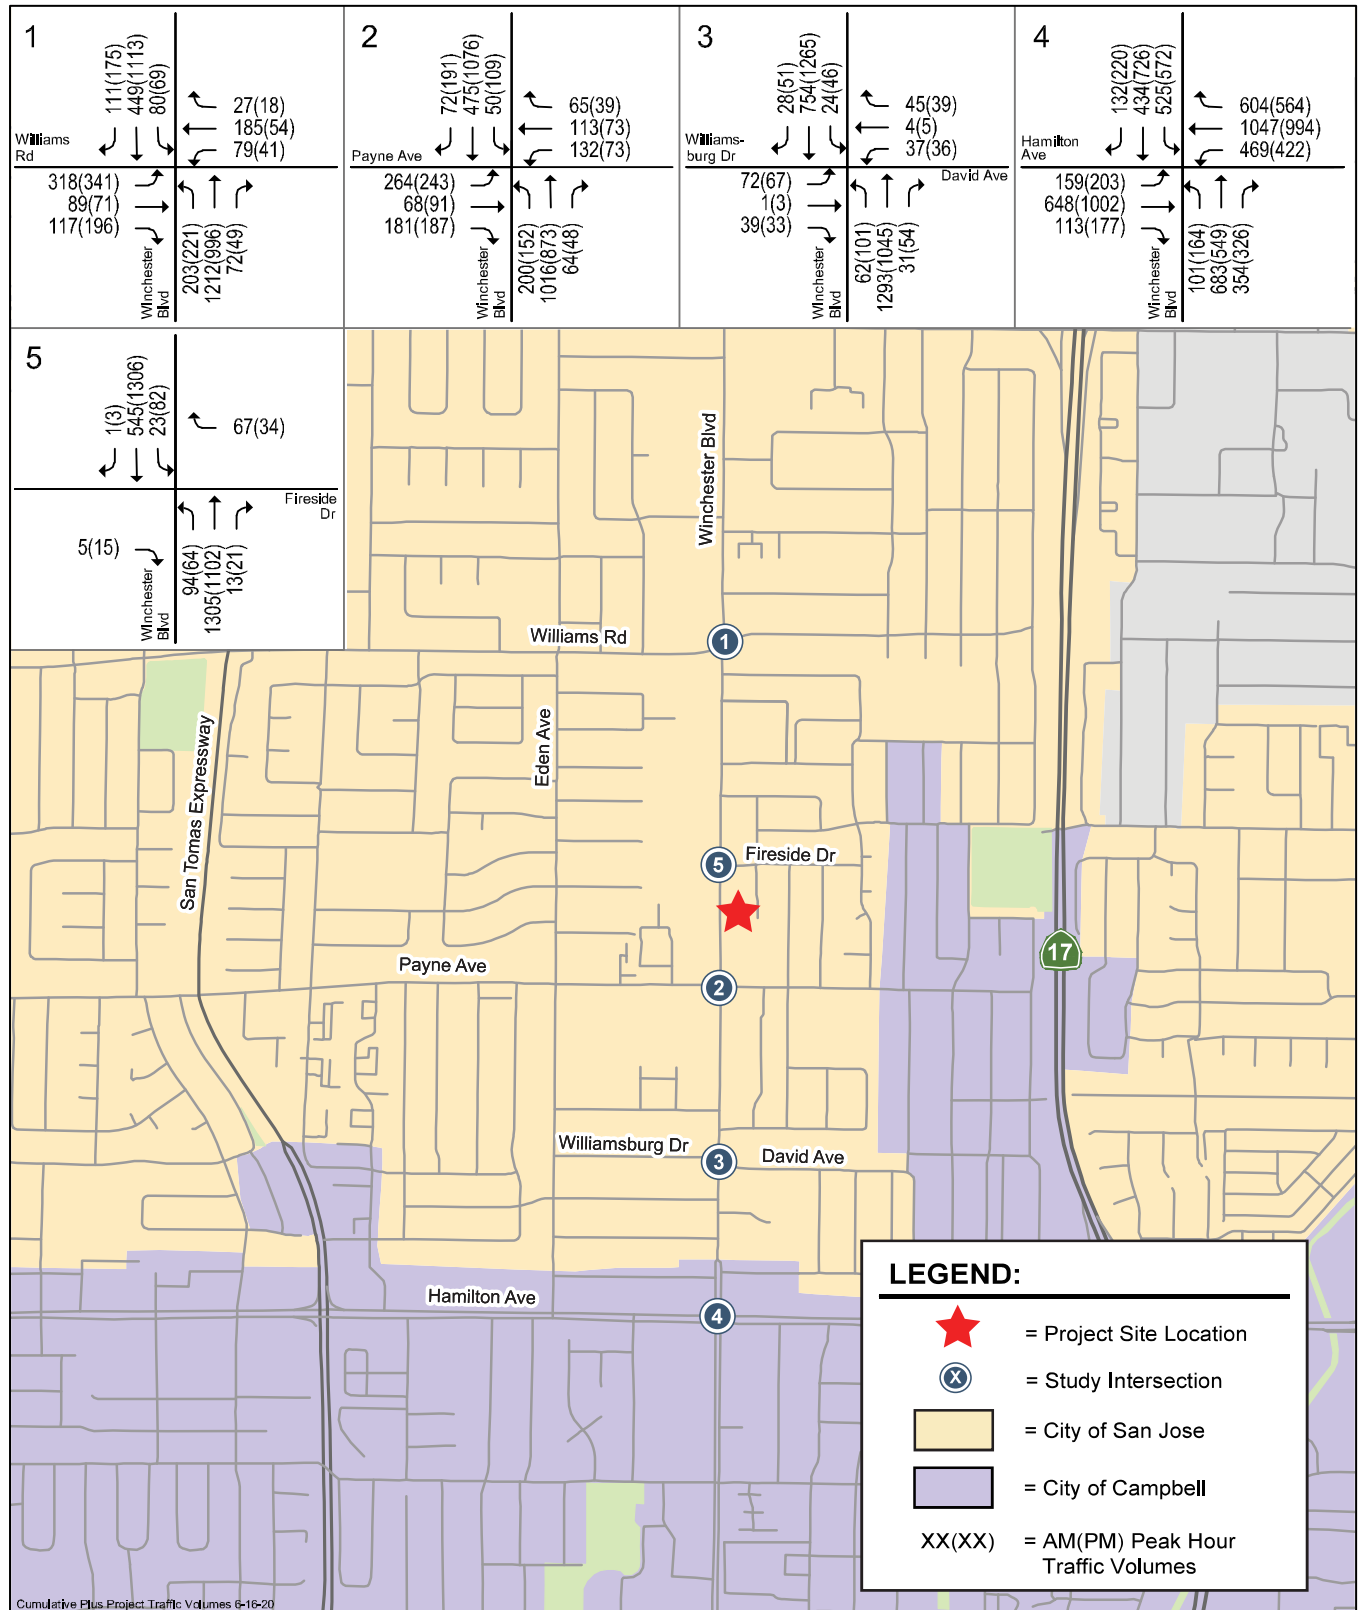 1
111(175)
449(1113)
80(69)
27(18)
185(54)
79(41)
Williams
Rd
318(341)
89(71)
117(196)
Winchester
Blvd
203(221)
1212(996)
72(49)
2
72(191)
475(1076)
50(109)
65(39)
113(73)
132(73)
Payne Ave
264(243)
68(91)
181(187)
Winchester
Blvd
200(152)
1016(873)
64(48)
3
28(51)
754(1265)
24(46)
45(39)
4(5)
37(36)
Williams-
burg Dr
David Ave
72(67)
1(3)
39(33)
Winchester
Blvd
62(101)
1293(1045)
31(54)
4
132(220)
434(726)
525(572)
604(564)
1047(994)
469(422)
Hamilton
Ave
159(203)
648(1002)
113(177)
Winchester
Blvd
101(164)
683(549)
354(326)
5
1(3)
545(1306)
23(82)
67(34)
Fireside
Dr
5(15)
Winchester
Blvd
94(64)
1305(1102)
13(21)
Winchester Blvd
Williams Rd
1
San Tomas Expressway
Eden Ave
5
Fireside Dr
17
Payne Ave
2
Williamsburg Dr
3
David Ave
Hamilton Ave
4
LEGEND:
= Project Site Location
X
= Study Intersection
= City of San Jose
= City of Campbell
XX(XX)
= AM(PM) Peak Hour
Traffic Volumes
Cumulative Plus Project Traffic Volumes 6-16-20